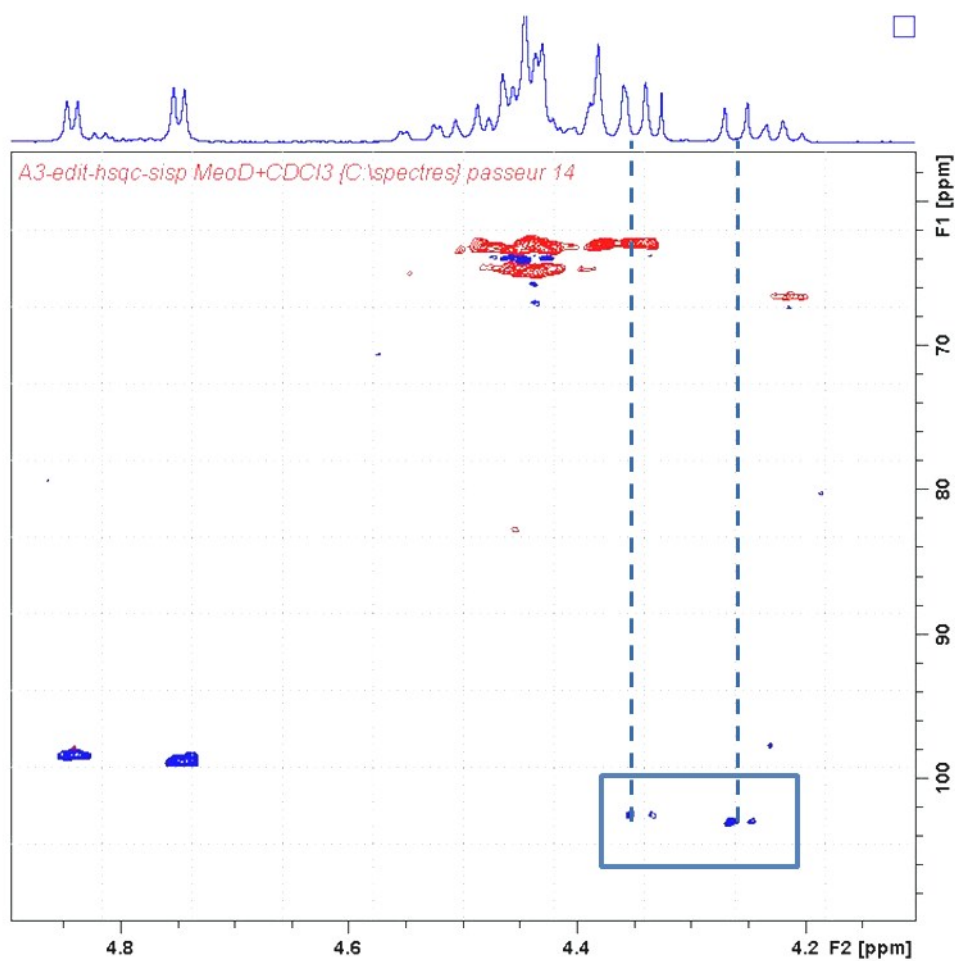 A3-edit-hsqc-sisp MeoD+CDCl3 {C:\spectres} passeur 14
F1 [ppm]
70
80
90
100
4.8
4.6
4.4
4.2
F2 [ppm]